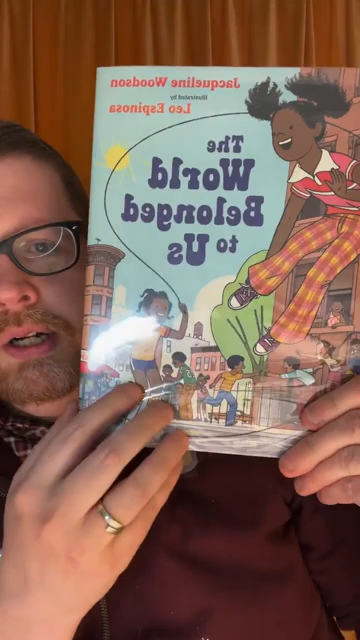 Jacqueline Woodson
Illustrated by
Leo Espinosa
The
World
Belonged
to Us